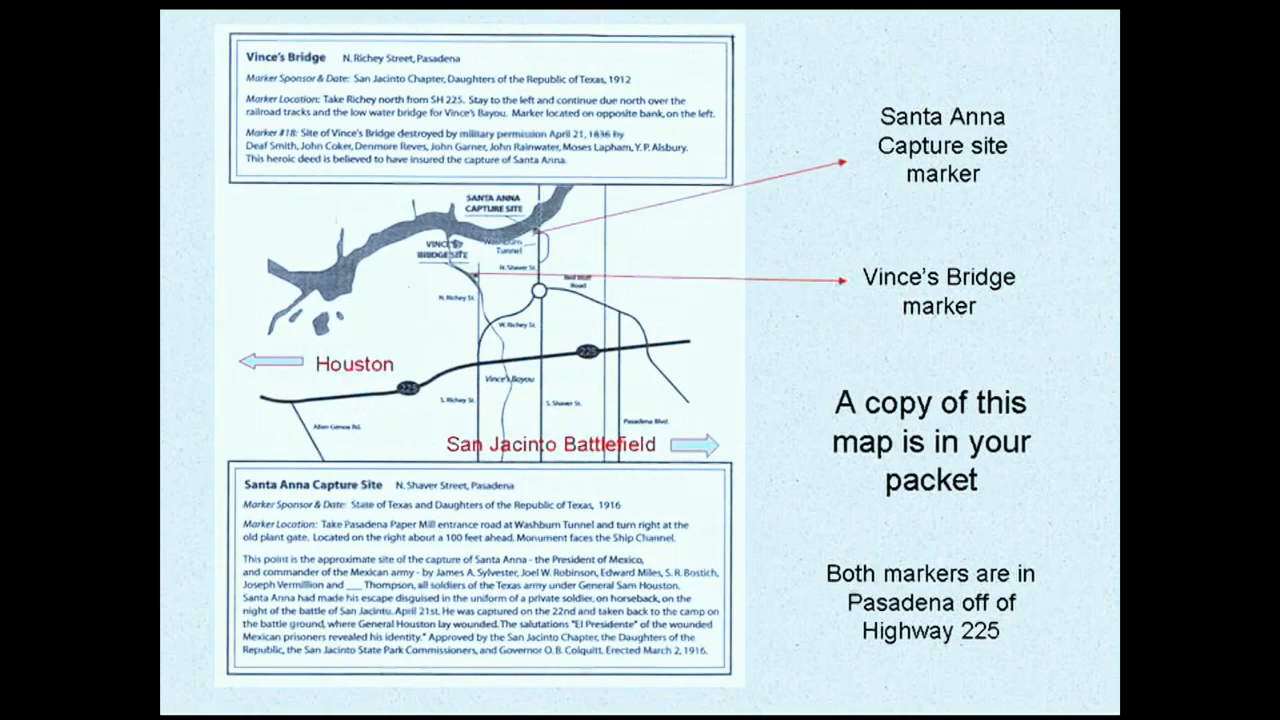 Vince's Bridge N. Richey Street, Pasadena
Marker Sponsor & Date: San Jacinto Chapter, Daughters of the Republic of Texas, 1912
Marker Location: Take Richey north from SH 225. Stay to the left and continue due north over the
railroad tracks and the low water bridge for Vince's Bayou. Marker located on opposite bank, on the left.
Marker #18: Site of Vince's Bridge destroyed by military permission April 21, 1836 by
Deaf Smith, John Coker, Denmore Reves, John Garner, John Rainwater, Moses Lapham, Y. P. Alsbury.
This heroic deed is believed to have insured the capture of Santa Anna.
SANTA ANNA
CAPTURE SITE
VINCE'S
BRIDGE SITE
Washburn
Tunnel
N. Shaver St.
Red Bluff
Road
N. Richey St.
W. Richey St.
225
225
Vince's Bayou
S. Richey St.
S. Shaver St.
Allen Genoa Rd.
Pasadena Blvd.
Houston
San Jacinto Battlefield
Santa Anna Capture Site N. Shaver Street, Pasadena
Marker Sponsor & Date: State of Texas and Daughters of the Republic of Texas, 1916
Marker Location: Take Pasadena Paper Mill entrance road at Washburn Tunnel and turn right at the
old plant gate. Located on the right about a 100 feet ahead. Monument faces the Ship Channel.
This point is the approximate site of the capture of Santa Anna - the President of Mexico,
and commander of the Mexican army - by James A. Sylvester, Joel W. Robinson, Edward Miles, S. R. Bostich,
Joseph Vermillion and ___ Thompson, all soldiers of the Texas army under General Sam Houston.
Santa Anna had made his escape disguised in the uniform of a private soldier, on horseback, on the
night of the battle of San Jacinto, April 21st. He was captured on the 22nd and taken back to the camp on
the battle ground, where General Houston lay wounded. The salutations "El Presidente" of the wounded
Mexican prisoners revealed his identity." Approved by the San Jacinto Chapter, the Daughters of the
Republic, the San Jacinto State Park Commissioners, and Governor O. B. Colquitt. Erected March 2, 1916.
Santa Anna
Capture site
marker
Vince's Bridge
marker
A copy of this
map is in your
packet
Both markers are in
Pasadena off of
Highway 225